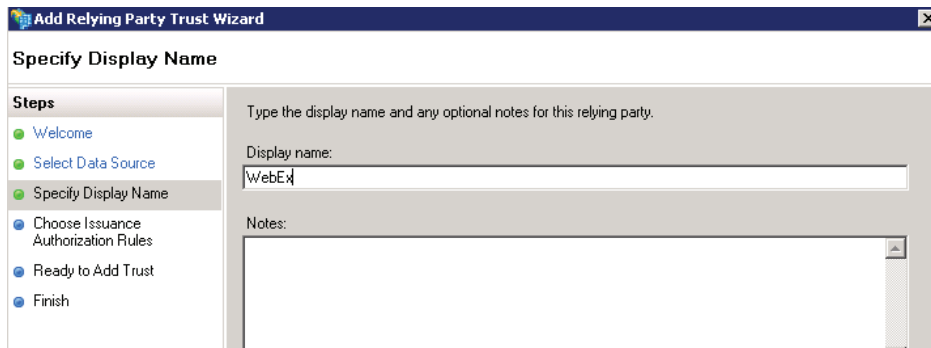 Add Relying Party Trust Wizard
Specify Display Name
Steps
Welcome
Select Data Source
Specify Display Name
Choose Issuance
Authorization Rules
Ready to Add Trust
Finish
Type the display name and any optional notes for this relying party.
Display name:
WebEx
Notes: